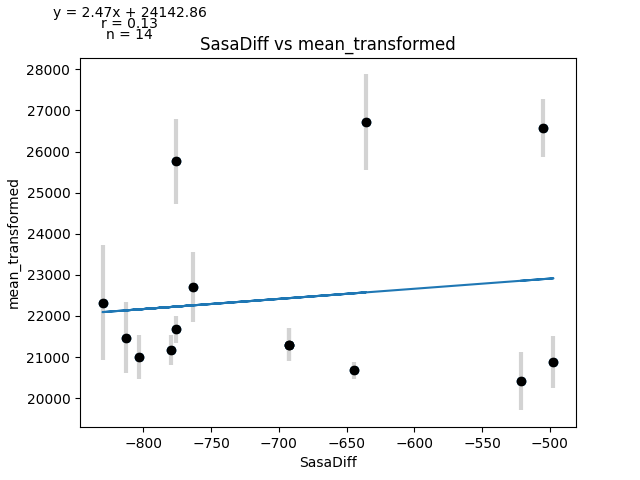 y = 2.47x + 24142.86
r = 0.13
n = 14
SasaDiff vs mean_transformed
28000
27000
26000
25000
24000
23000
22000
21000
20000
mean_transformed
−800
−750
−700
−650
−600
−550
−500
SasaDiff